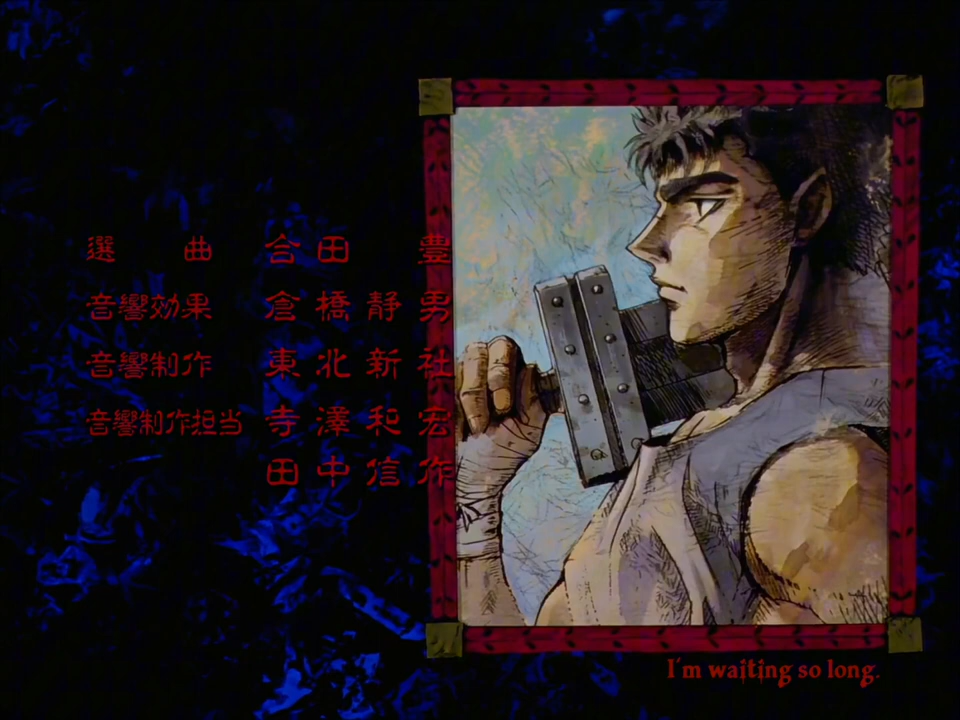 選曲 合田豊
音響効果 倉橋静男
音響制作 東北新社
音響制作担当 寺澤和宏
田中信作
I'm waiting so long.